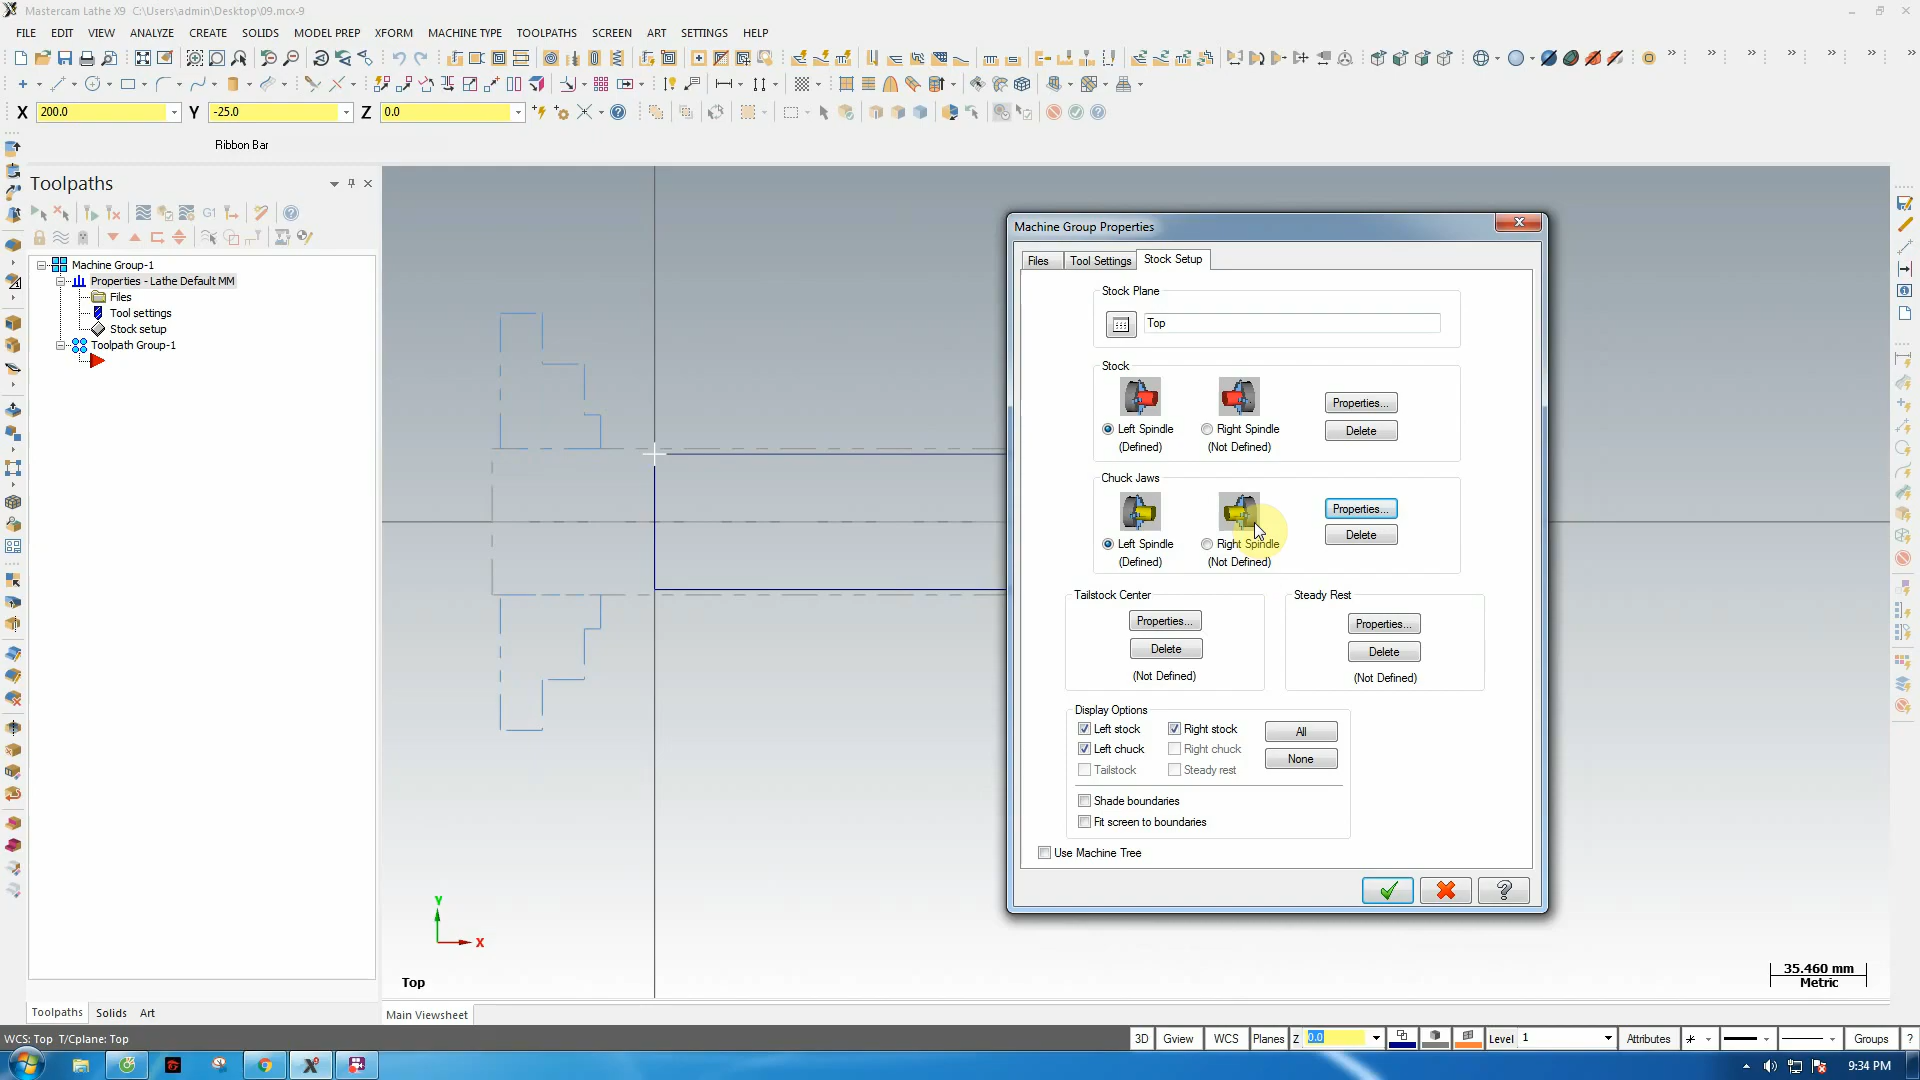 Mastercam Lathe X9  C:\Users\admin\Desktop\09.mcx-9
FILE EDIT VIEW ANALYZE CREATE SOLIDS MODEL PREP XFORM MACHINE TYPE TOOLPATHS SCREEN ART SETTINGS HELP
X 200.0 Y -25.0 Z 0.0
Ribbon Bar
Toolpaths
G1
Machine Group-1
Properties - Lathe Default MM
Files
Tool settings
Stock setup
Toolpath Group-1
Machine Group Properties
Files Tool Settings Stock Setup
Stock Plane
Top
Stock
Left Spindle Right Spindle
(Defined) (Not Defined)
Properties...
Delete
Chuck Jaws
Left Spindle Right Spindle
(Defined) (Not Defined)
Properties...
Delete
Tailstock Center
Properties...
Delete
(Not Defined)
Steady Rest
Properties...
Delete
(Not Defined)
Display Options
Left stock Right stock All
Left chuck Right chuck None
Tailstock Steady rest
Shade boundaries
Fit screen to boundaries
Use Machine Tree
Y
X
Top
35.460 mm
Metric
Toolpaths Solids Art
Main Viewsheet
WCS: Top T/Cplane: Top
3D Gview WCS Planes Z 0.0 Level 1 Attributes Groups ?
9:34 PM